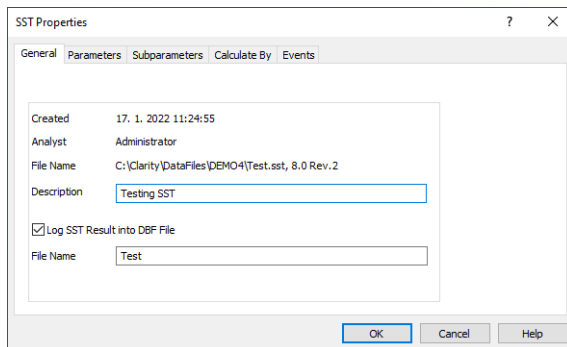 SST Properties ? ×
General Parameters Subparameters Calculate By Events
Created 17. 1. 2022 11:24:55
Analyst Administrator
File Name C:\Clarity\DataFiles\DEMO4\Test.sst, 8.0 Rev.2
Description Testing SST
Log SST Result into DBF File
File Name Test
OK Cancel Help